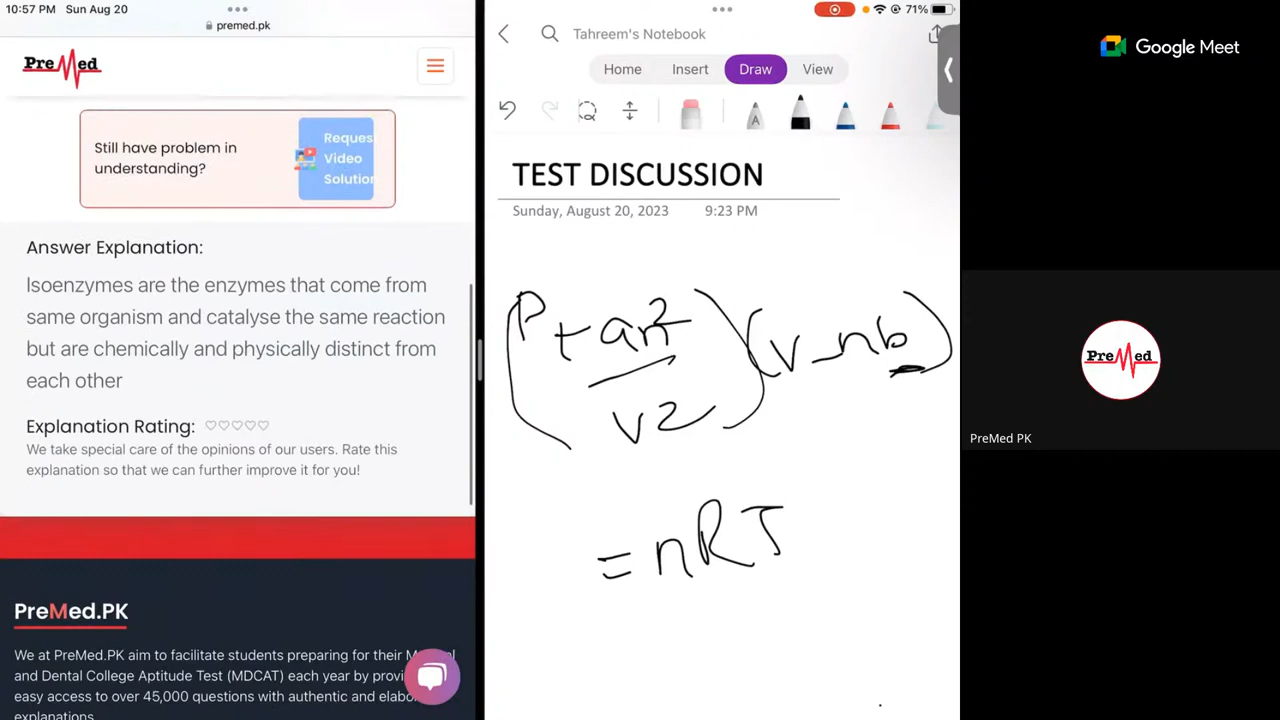 10:57 PM Sun Aug 20
premed.pk
PreMed
Still have problem in
understanding?
Reques
Video
Solution
Answer Explanation:
Isoenzymes are the enzymes that come from
same organism and catalyse the same reaction
but are chemically and physically distinct from
each other
Explanation Rating:
We take special care of the opinions of our users. Rate this
explanation so that we can further improve it for you!
PreMed.PK
We at PreMed.PK aim to facilitate students preparing for their M l
and Dental College Aptitude Test (MDCAT) each year by provi
easy access to over 45,000 questions with authentic and elabo
explanations.
71%
Tahreem's Notebook
Home Insert Draw View
A
TEST DISCUSSION
Sunday, August 20, 2023 9:23 PM
(P + an²
v2) (v - nb)
= nRT
Google Meet
PreMed
PreMed PK